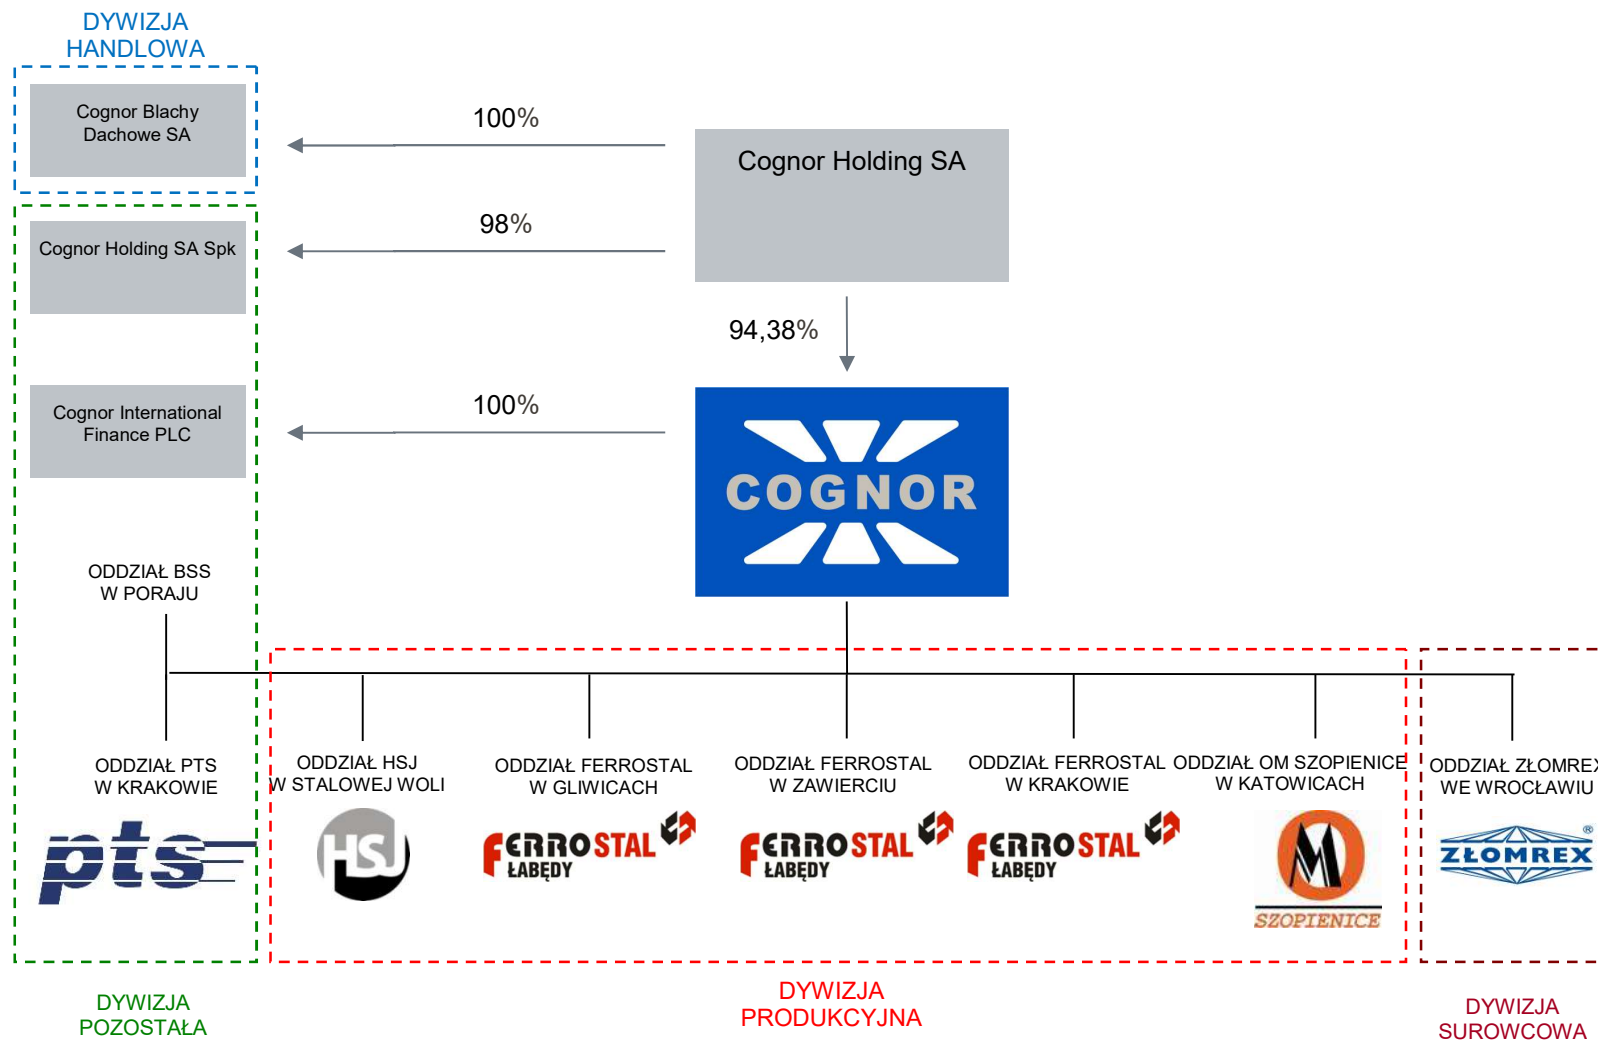 DYWIZJA
HANDLOWA
Cognor Blachy
Dachowe SA
100%
Cognor Holding SA
Cognor Holding SA Spk
98%
94,38%
Cognor International
Finance PLC
100%
COGNOR
ODDZIAŁ BSS
W PORAJU
ODDZIAŁ PTS
W KRAKOWIE
pts
ODDZIAŁ HSJ
W STALOWEJ WOLI
HSJ
ODDZIAŁ FERROSTAL
W GLIWICACH
FERROSTAL
ŁABĘDY
ODDZIAŁ FERROSTAL
W ZAWIERCIU
FERROSTAL
ŁABĘDY
ODDZIAŁ FERROSTAL
W KRAKOWIE
FERROSTAL
ŁABĘDY
ODDZIAŁ OM SZOPIENICE
W KATOWICACH
OM
SZOPIENICE
ODDZIAŁ ZŁOMREX
WE WROCŁAWIU
ZŁOMREX®
DYWIZJA
POZOSTAŁA
DYWIZJA
PRODUKCYJNA
DYWIZJA
SUROWCOWA